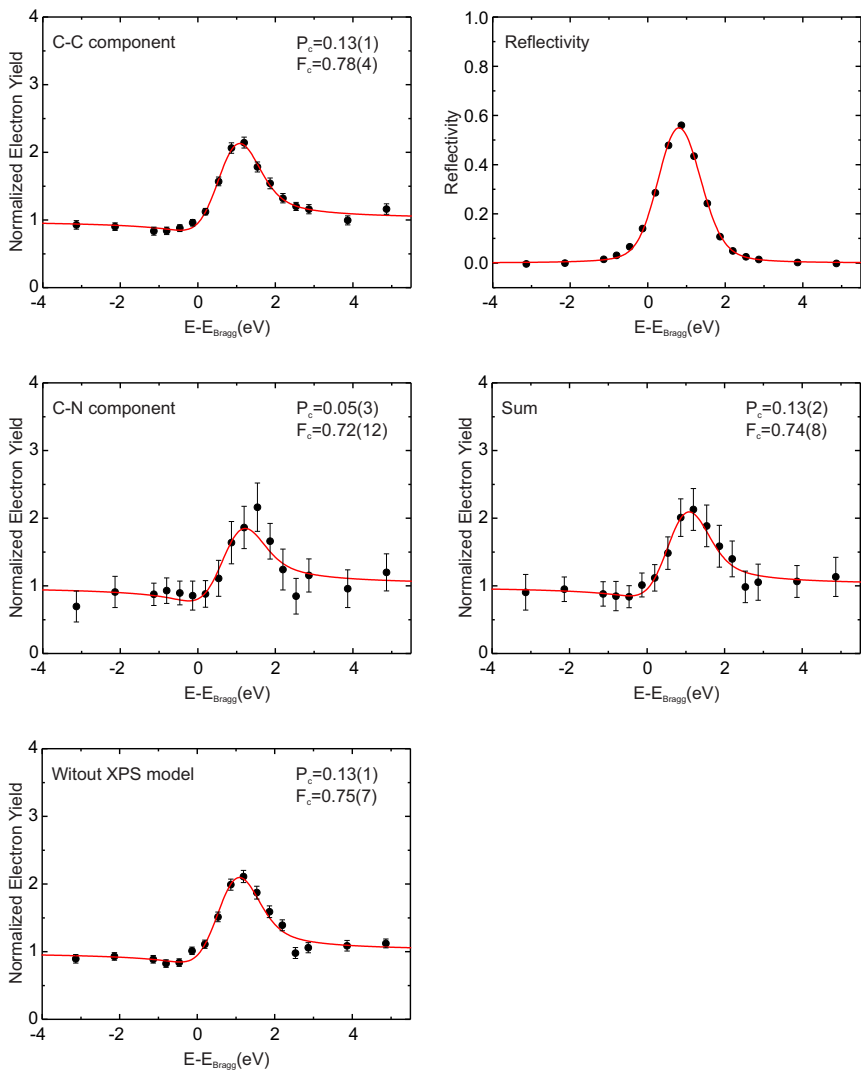 C-C component
P_c=0.13(1)
F_c=0.78(4)
Normalized Electron Yield
4
3
2
1
0
-4 -2 0 2 4
E-E_Bragg(eV)
Reflectivity
Reflectivity
1.0
0.8
0.6
0.4
0.2
0.0
-4 -2 0 2 4
E-E_Bragg(eV)
C-N component
P_c=0.05(3)
F_c=0.72(12)
Normalized Electron Yield
4
3
2
1
0
-4 -2 0 2 4
E-E_Bragg(eV)
Sum
P_c=0.13(2)
F_c=0.74(8)
Normalized Electron Yield
4
3
2
1
0
-4 -2 0 2 4
E-E_Bragg(eV)
Witout XPS model
P_c=0.13(1)
F_c=0.75(7)
Normalized Electron Yield
4
3
2
1
0
-4 -2 0 2 4
E-E_Bragg(eV)